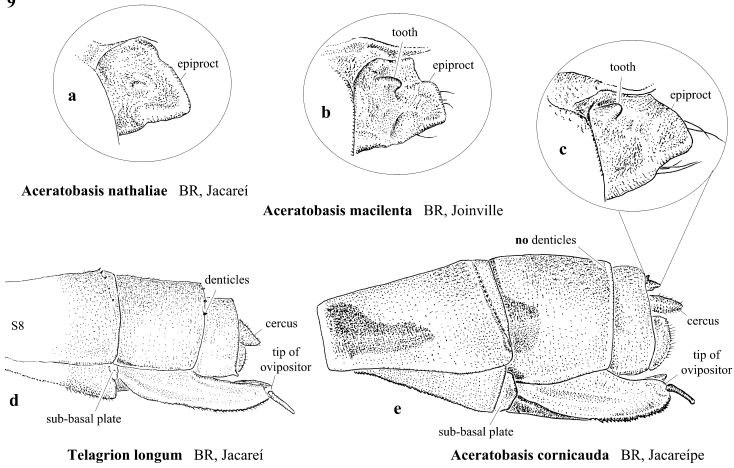 9
tooth
epiproct
tooth
epiproct
a
b
epiproct
c
Aceratobasis nathaliae BR, Jacareí
Aceratobasis macilenta BR, Joinville
no denticles
denticles
S8
cercus
cercus
tip of
ovipositor
tip of
ovipositor
d
sub-basal plate
e
sub-basal plate
Telagrion longum BR, Jacareí
Aceratobasis cornicauda BR, Jacareípe